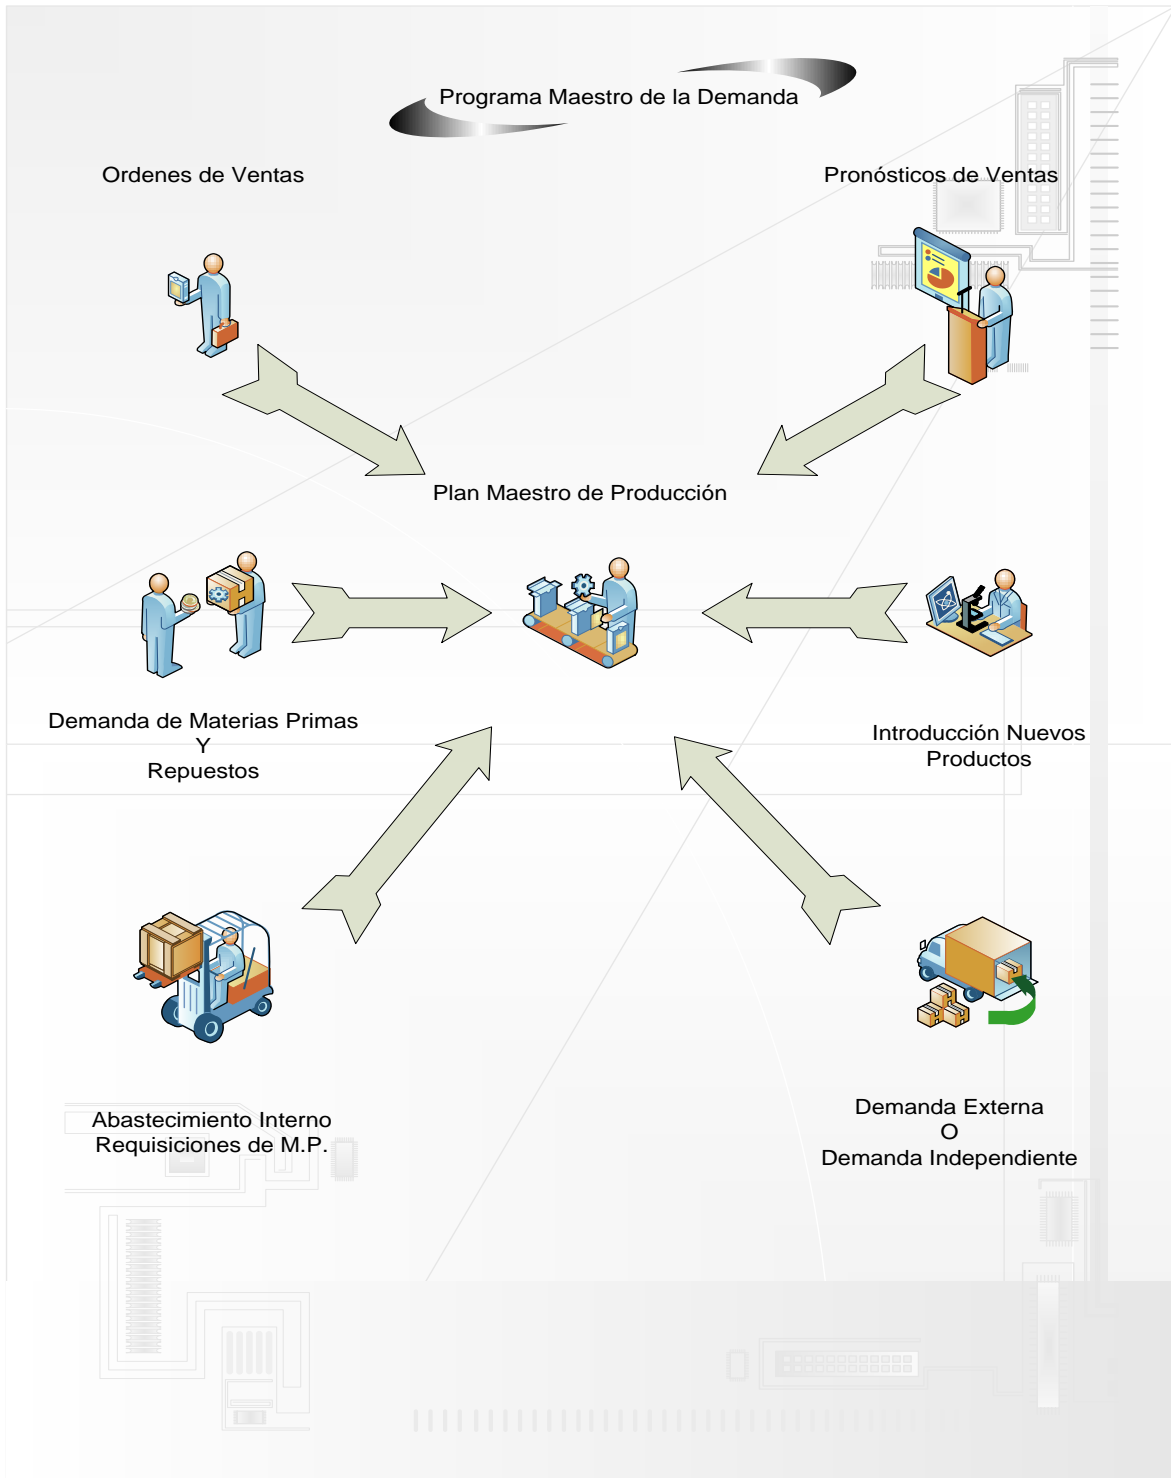 Programa Maestro de la Demanda
Ordenes de Ventas
Pronósticos de Ventas
Plan Maestro de Producción
Demanda de Materias Primas
Y
Repuestos
Introducción Nuevos
Productos
Abastecimiento Interno
Requisiciones de M.P.
Demanda Externa
O
Demanda Independiente